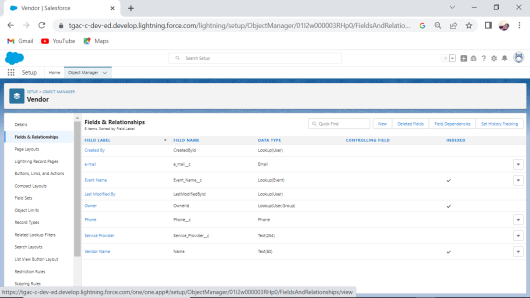 Vendor | Salesforce
tgac-c-dev-ed.develop.lightning.force.com/lightning/setup/ObjectManager/01I2w000003RHp0/FieldsAndRelatio...
Gmail YouTube Maps
Search Setup
Setup Home Object Manager
SETUP > OBJECT MANAGER
Vendor
Details
Fields & Relationships
Page Layouts
Lightning Record Pages
Buttons, Links, and Actions
Compact Layouts
Field Sets
Object Limits
Record Types
Related Lookup Filters
Search Layouts
List View Button Layout
Restriction Rules
Scoping Rules
Fields & Relationships
8 Items, Sorted by Field Label
Quick Find New Deleted Fields Field Dependencies Set History Tracking
FIELD LABEL FIELD NAME DATA TYPE CONTROLLING FIELD INDEXED
Created By CreatedById Lookup(User)
e-mail e_mail__c Email
Event Name Event_Name__c Lookup(Event)
Last Modified By LastModifiedById Lookup(User)
Owner OwnerId Lookup(User,Group)
Phone Phone__c Phone
Service Provider Service_Provider__c Text(254)
Vendor Name Name Text(80)
https://tgac-c-dev-ed.develop.lightning.force.com/one/one.app#/setup/ObjectManager/01I2w000003RHp0/FieldsAndRelationships/view